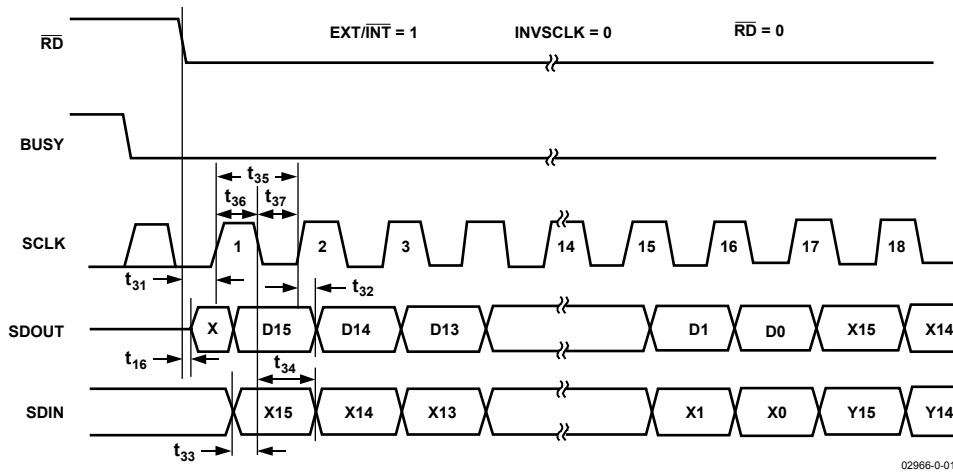 RD EXT/INT = 1 INVSCLK = 0 RD = 0
BUSY
t35
t36 t37
SCLK 1 2 3 14 15 16 17 18
t31 t32
SDOUT X D15 D14 D13 D1 D0 X15 X14
t16 t34
SDIN X15 X14 X13 X1 X0 Y15 Y14
t33
02966-0-01